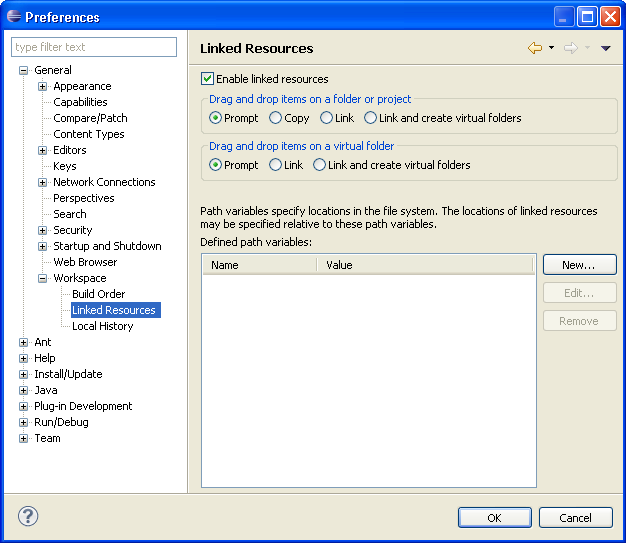 Preferences
type filter text
General
Appearance
Capabilities
Compare/Patch
Content Types
Editors
Keys
Network Connections
Perspectives
Search
Security
Startup and Shutdown
Web Browser
Workspace
Build Order
Linked Resources
Local History
Ant
Help
Install/Update
Java
Plug-in Development
Run/Debug
Team
Linked Resources
Enable linked resources
Drag and drop items on a folder or project
Prompt Copy Link Link and create virtual folders
Drag and drop items on a virtual folder
Prompt Link Link and create virtual folders
Path variables specify locations in the file system. The locations of linked resources
may be specified relative to these path variables.
Defined path variables:
Name Value
New...
Edit...
Remove
OK Cancel